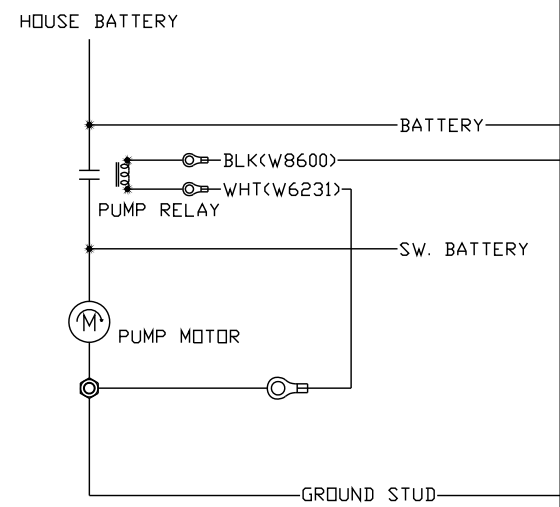 HOUSE BATTERY
BATTERY
BLK(W8600)
WHT(W6231)
PUMP RELAY
SW. BATTERY
M
PUMP MOTOR
GROUND STUD